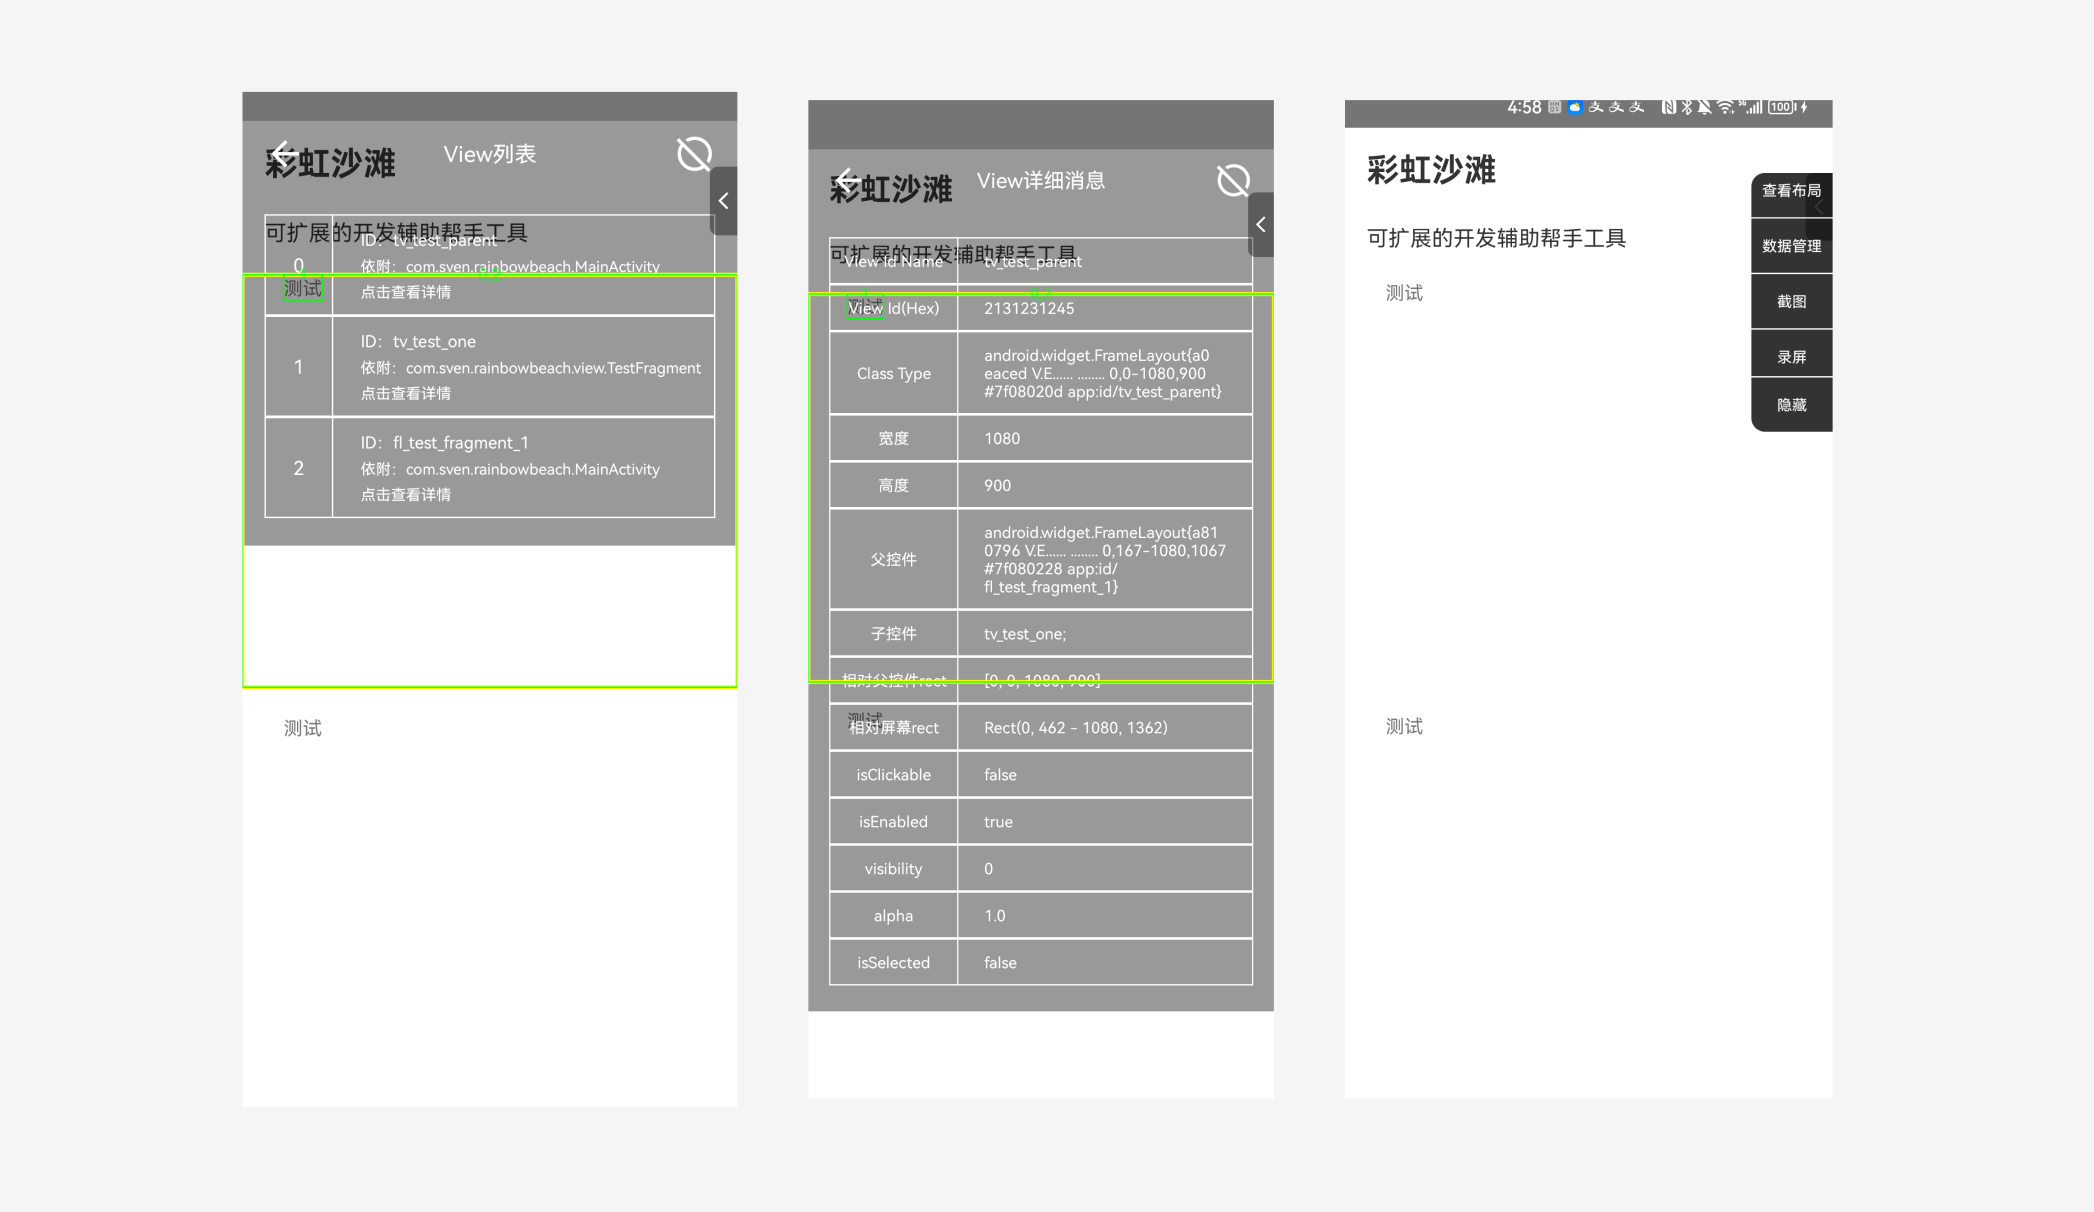 彩虹沙滩
View列表
可扩展的开发辅助帮手工具
0
ID：tv_test_parent
依附：com.sven.rainbowbeach.MainActivity
点击查看详情
测试
0,2
1
ID：tv_test_one
依附：com.sven.rainbowbeach.view.TestFragment
点击查看详情
2
ID：fl_test_fragment_1
依附：com.sven.rainbowbeach.MainActivity
点击查看详情
测试
彩虹沙滩
View详细消息
可扩展的开发辅助帮手工具
View Id Name
tv_test_parent
0,2
测试
View Id(Hex)
2131231245
Class Type
android.widget.FrameLayout{a0
eaced V.E...... ........ 0,0-1080,900
#7f08020d app:id/tv_test_parent}
宽度
1080
高度
900
父控件
android.widget.FrameLayout{a81
0796 V.E...... ........ 0,167-1080,1067
#7f080228 app:id/
fl_test_fragment_1}
子控件
tv_test_one;
相对父控件rect
[0, 0, 1080, 900]
测试
相对屏幕rect
Rect(0, 462 - 1080, 1362)
isClickable
false
isEnabled
true
visibility
0
alpha
1.0
isSelected
false
4:58
5G
100
彩虹沙滩
可扩展的开发辅助帮手工具
测试
测试
查看布局
数据管理
截图
录屏
隐藏